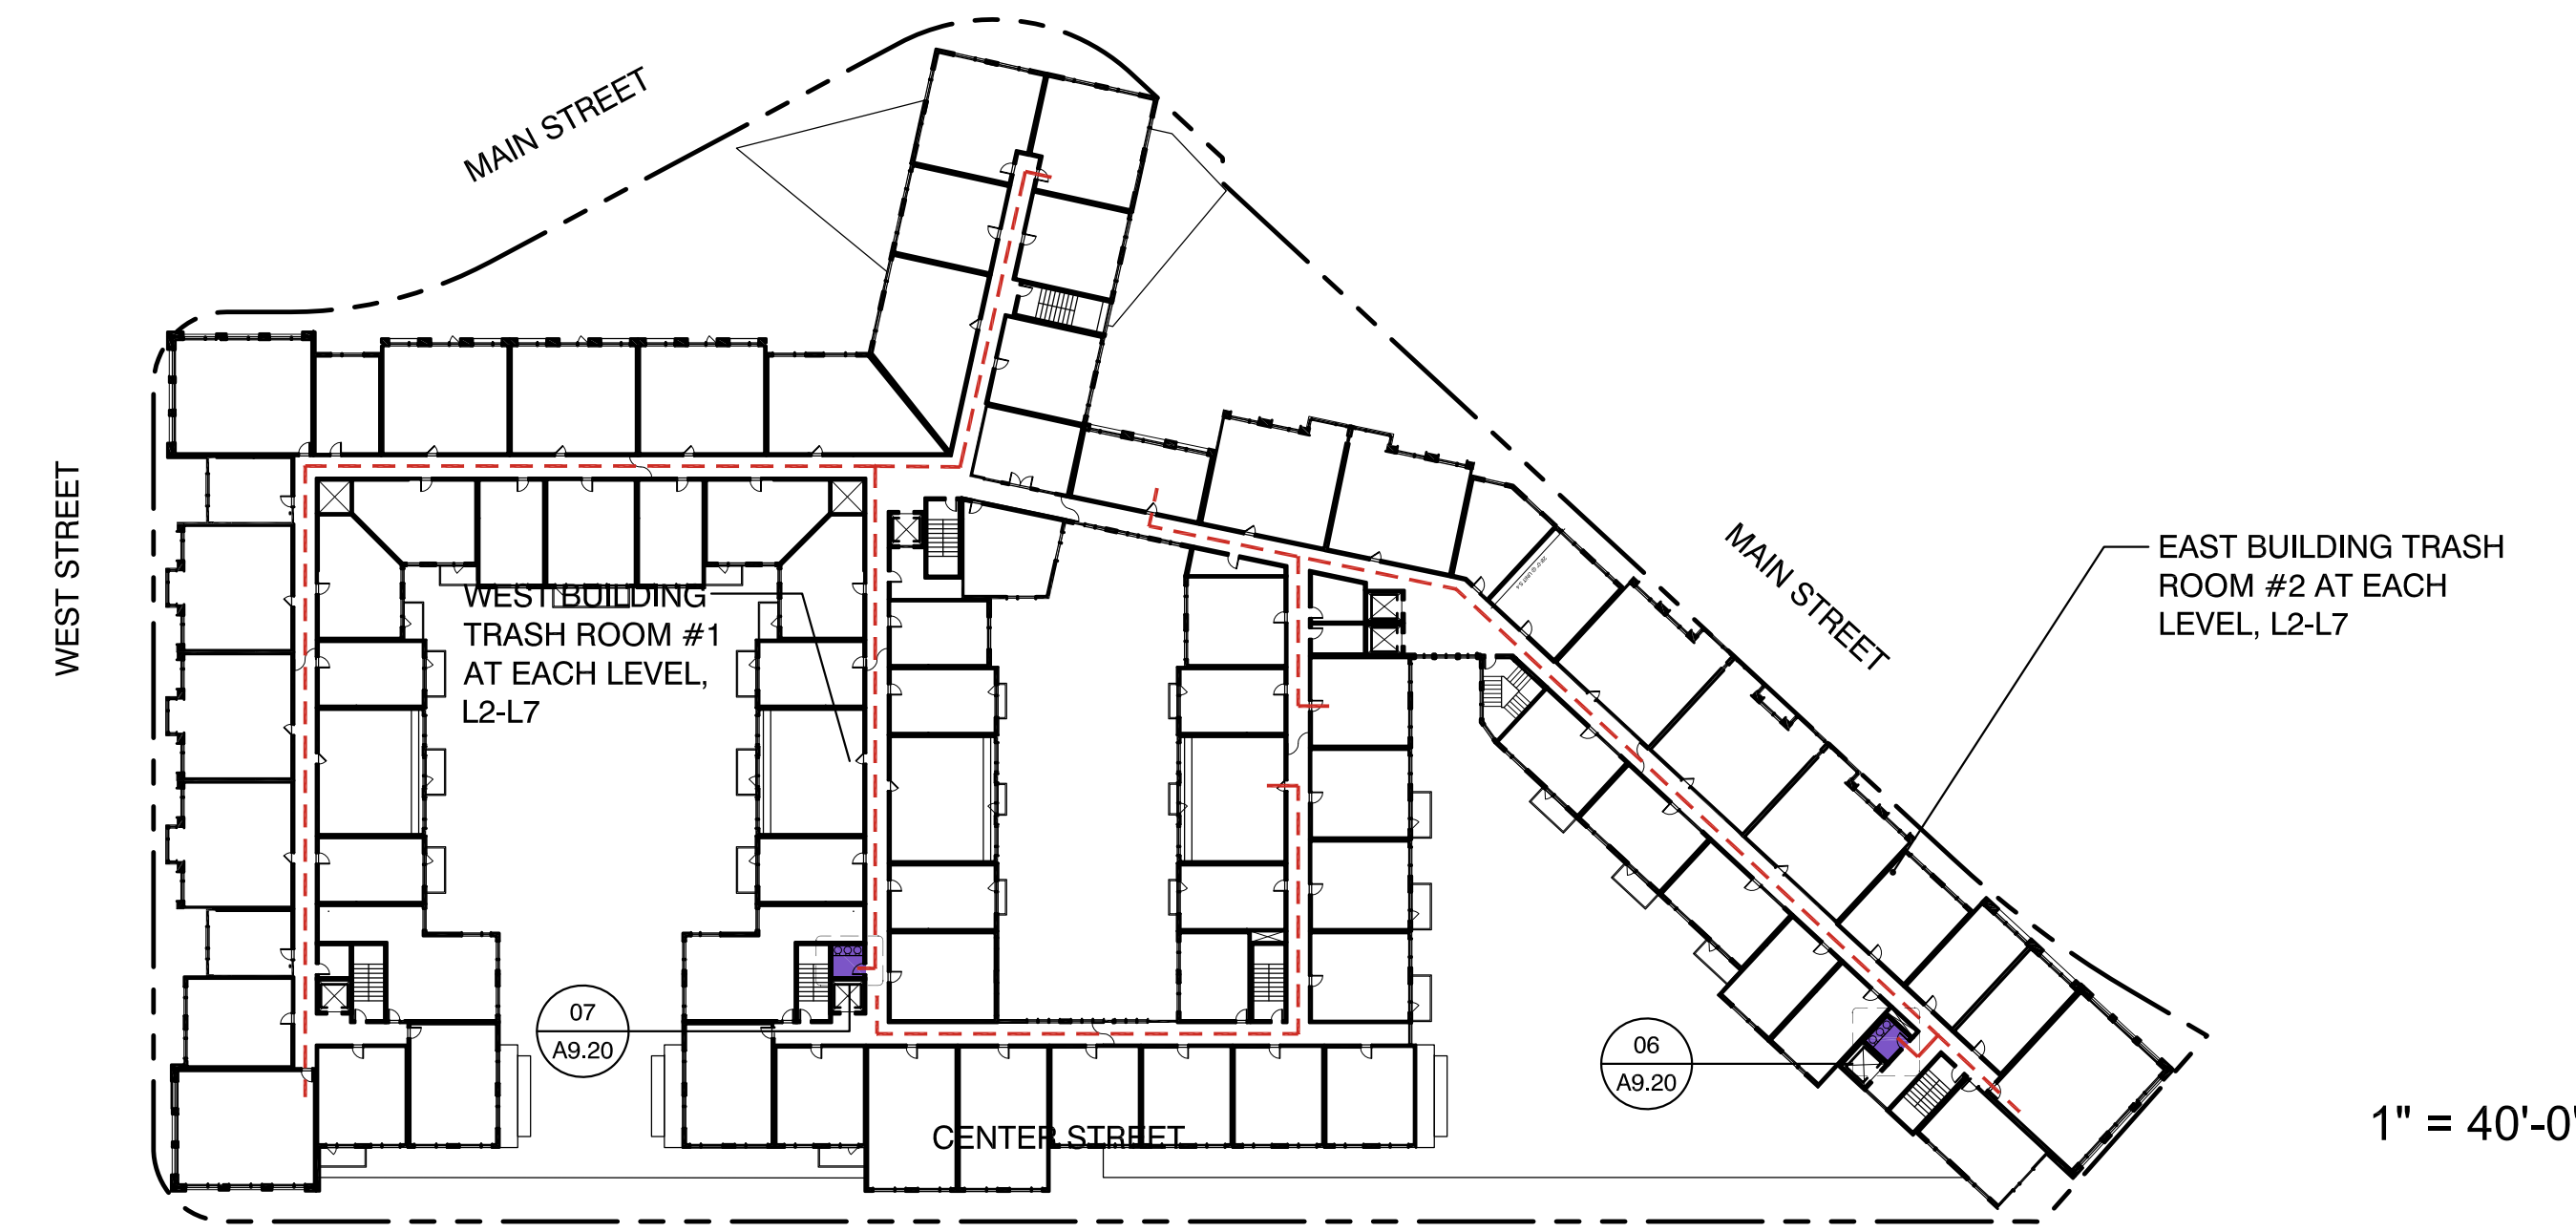 MAIN STREET
WEST STREET
WEST BUILDING
TRASH ROOM #1
AT EACH LEVEL,
L2-L7
MAIN STREET
EAST BUILDING TRASH
ROOM #2 AT EACH
LEVEL, L2-L7
07
A9.20
06
A9.20
CENTER STREET
1" = 40'-0"